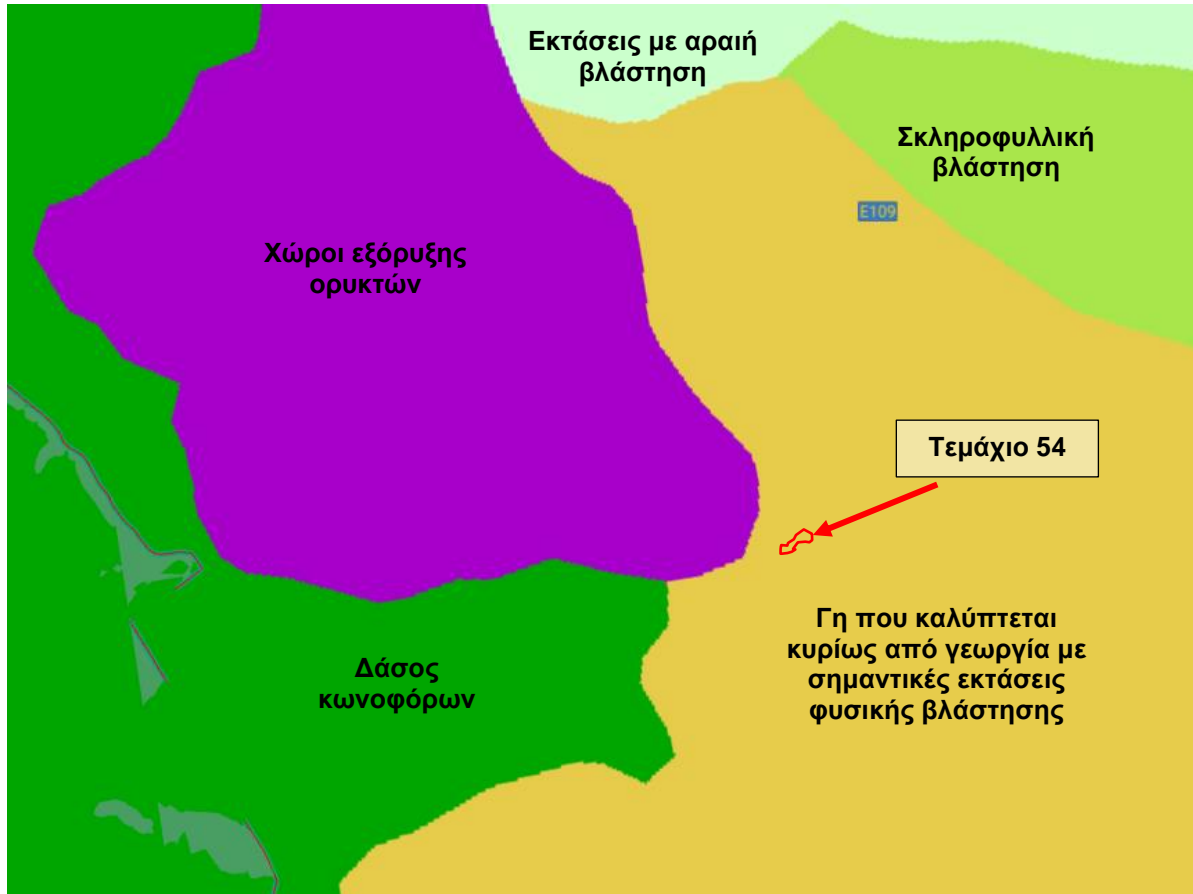 Εκτάσεις με αραιή
βλάστηση
Σκληροφυλλική
βλάστηση
E109
Χώροι εξόρυξης
ορυκτών
Τεμάχιο 54
Γη που καλύπτεται
κυρίως από γεωργία με
σημαντικές εκτάσεις
φυσικής βλάστησης
Δάσος
κωνοφόρων